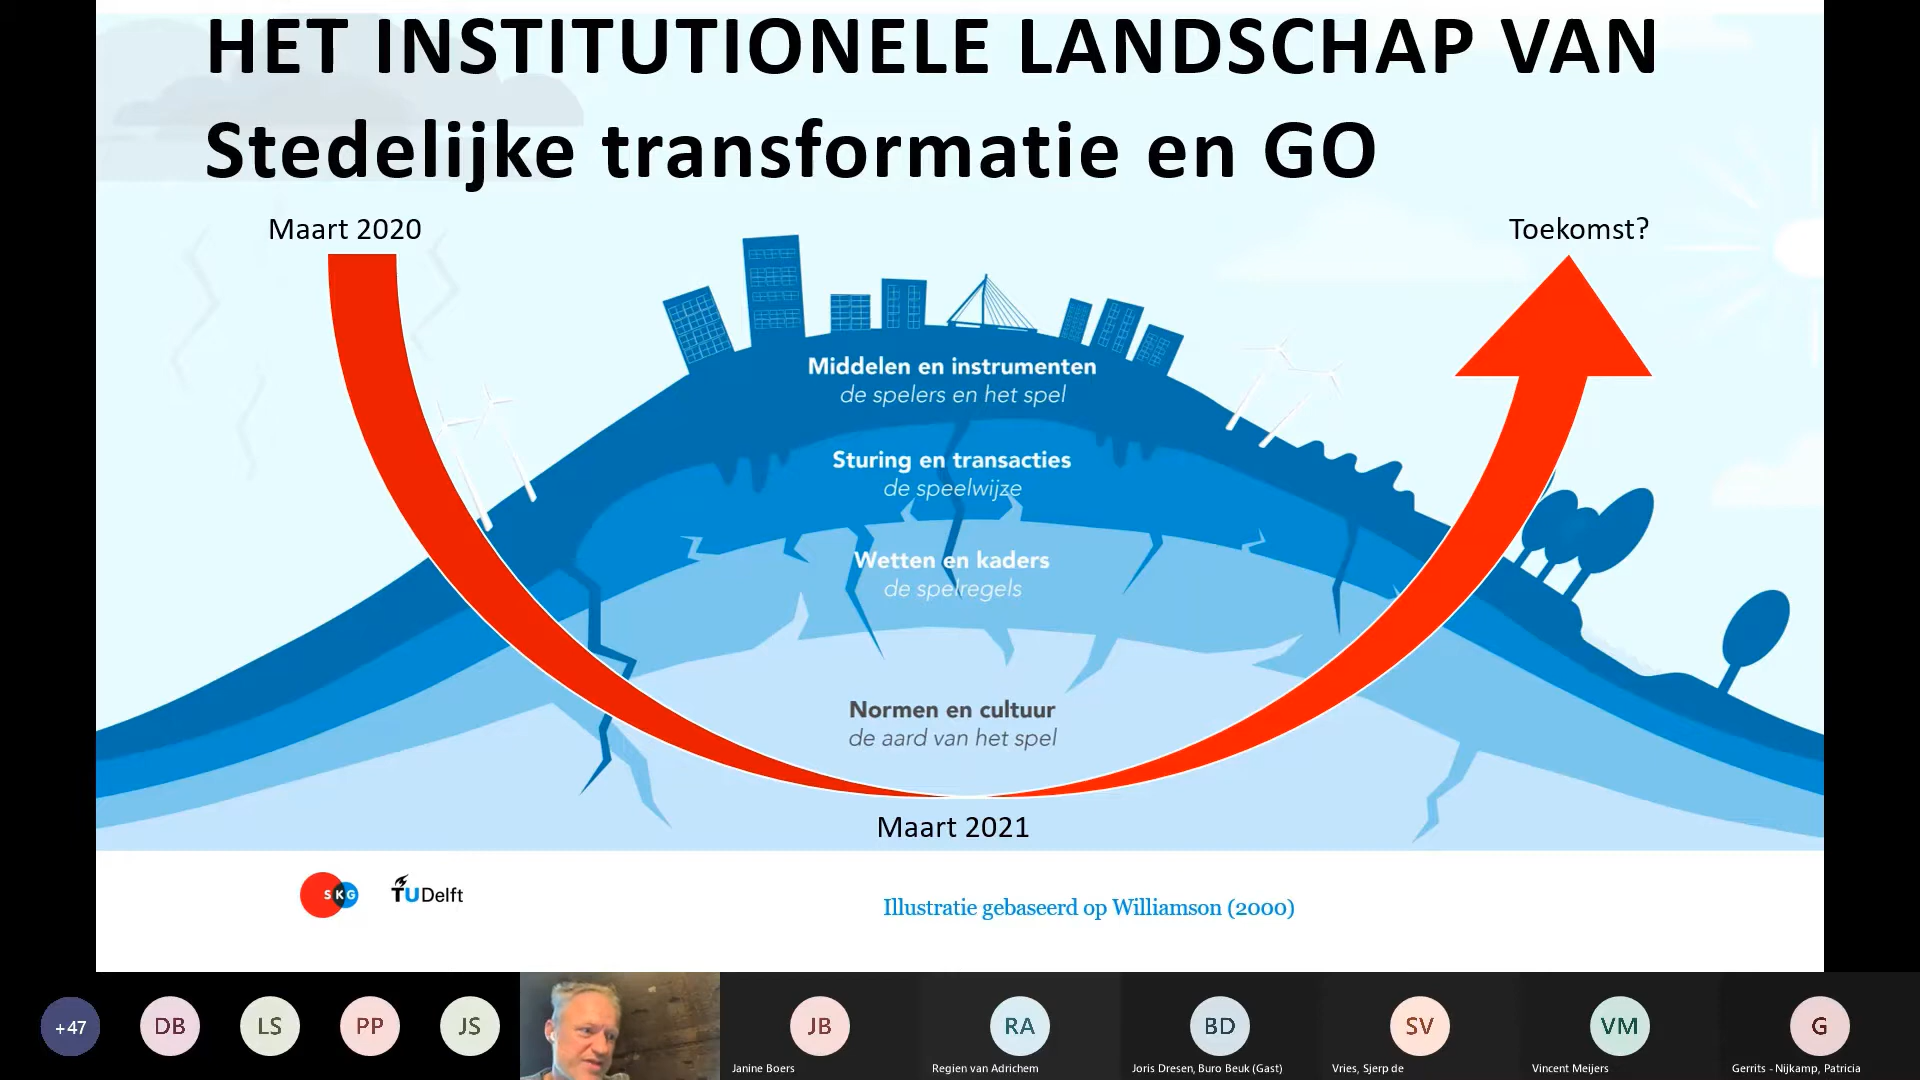 HET INSTITUTIONELE LANDSCHAP VAN
Stedelijke transformatie en GO
Maart 2020
Toekomst?
Middelen en instrumenten
de spelers en het spel
Sturing en transacties
de speelwijze
Wetten en kaders
de spelregels
Normen en cultuur
de aard van het spel
Maart 2021
SKG
TUDelft
Illustratie gebaseerd op Williamson (2000)
+47
DB
LS
PP
JS
JB
RA
BD
SV
VM
G
Janine Boers
Regien van Adrichem
Joris Dresen, Buro Beuk (Gast)
Vries, Sjerp de
Vincent Meijers
Gerrits - Nijkamp, Patricia